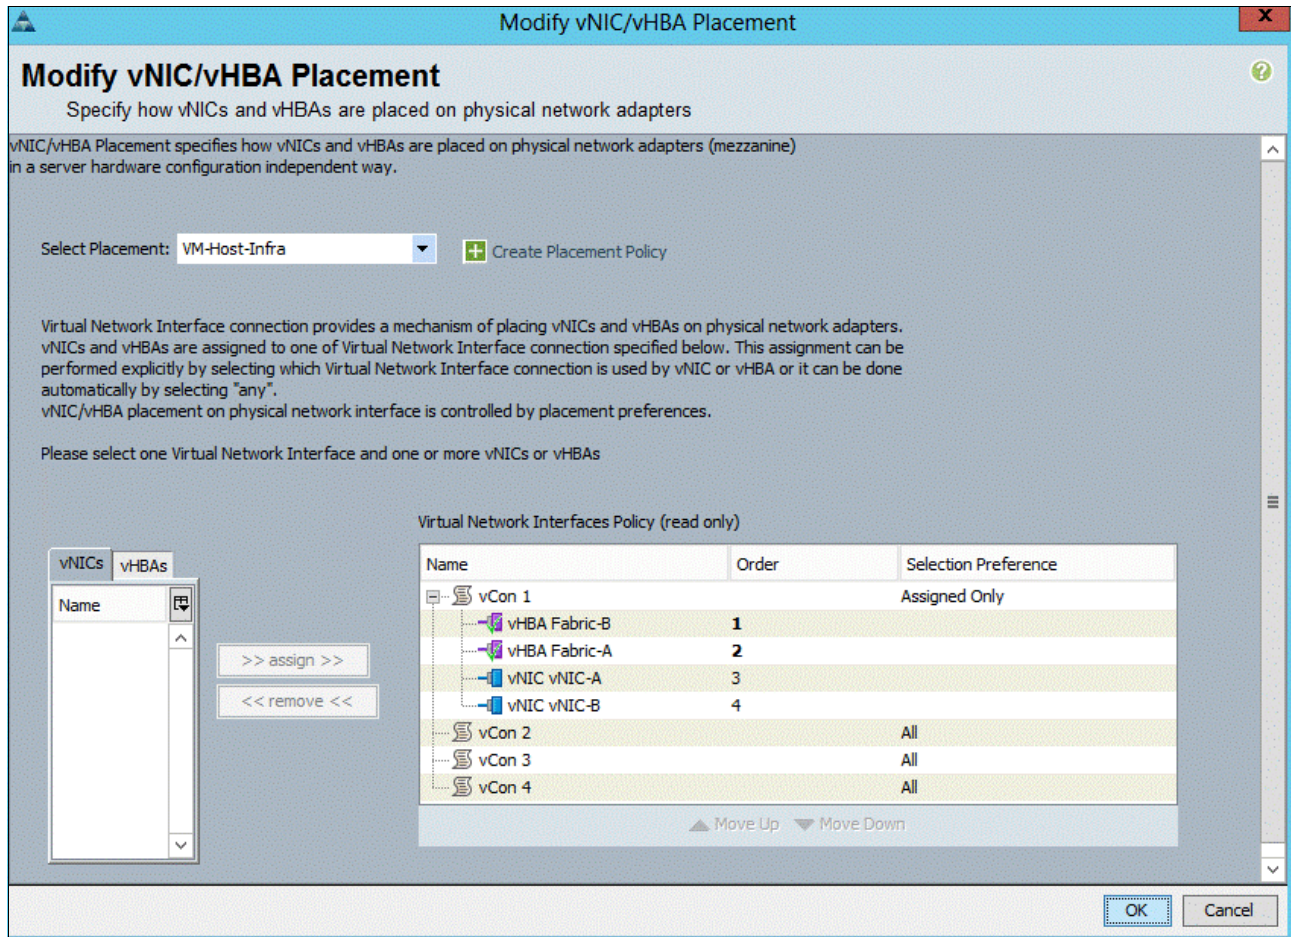 Modify vNIC/vHBA Placement
X
Modify vNIC/vHBA Placement
?
Specify how vNICs and vHBAs are placed on physical network adapters
vNIC/vHBA Placement specifies how vNICs and vHBAs are placed on physical network adapters (mezzanine)
in a server hardware configuration independent way.
Select Placement: VM-Host-Infra
Create Placement Policy
Virtual Network Interface connection provides a mechanism of placing vNICs and vHBAs on physical network adapters.
vNICs and vHBAs are assigned to one of Virtual Network Interface connection specified below. This assignment can be
performed explicitly by selecting which Virtual Network Interface connection is used by vNIC or vHBA or it can be done
automatically by selecting "any".
vNIC/vHBA placement on physical network interface is controlled by placement preferences.
Please select one Virtual Network Interface and one or more vNICs or vHBAs
vNICs vHBAs
Name
>> assign >>
<< remove <<
Virtual Network Interfaces Policy (read only)
Name Order Selection Preference
vCon 1 Assigned Only
vHBA Fabric-B 1
vHBA Fabric-A 2
vNIC vNIC-A 3
vNIC vNIC-B 4
vCon 2 All
vCon 3 All
vCon 4 All
Move Up Move Down
OK Cancel